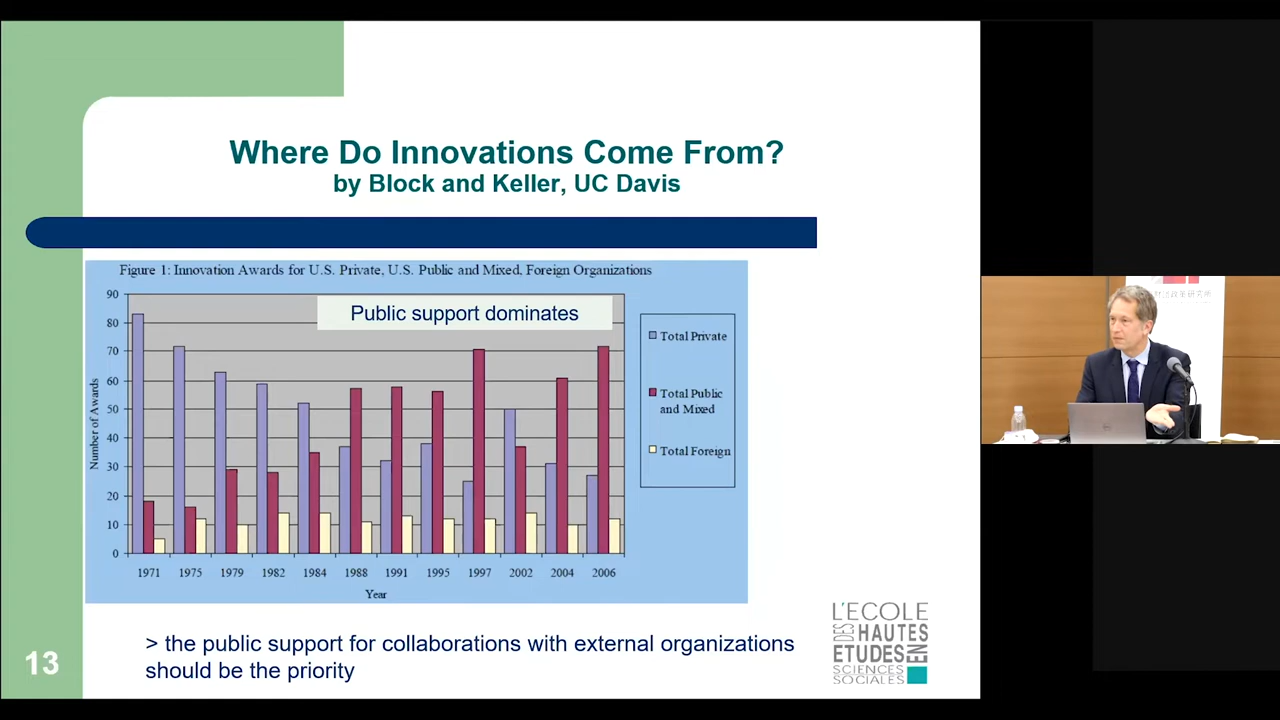 Where Do Innovations Come From?
by Block and Keller, UC Davis
Figure 1: Innovation Awards for U.S. Private, U.S. Public and Mixed, Foreign Organizations
Public support dominates
90
80
70
60
50
40
30
20
10
0
Number of Awards
1971 1975 1979 1982 1984 1988 1991 1995 1997 2002 2004 2006
Year
Total Private
Total Public
and Mixed
Total Foreign
> the public support for collaborations with external organizations
should be the priority
13
L'ECOLE
DES HAUTES
ETUDES EN
SCIENCES
SOCIALES